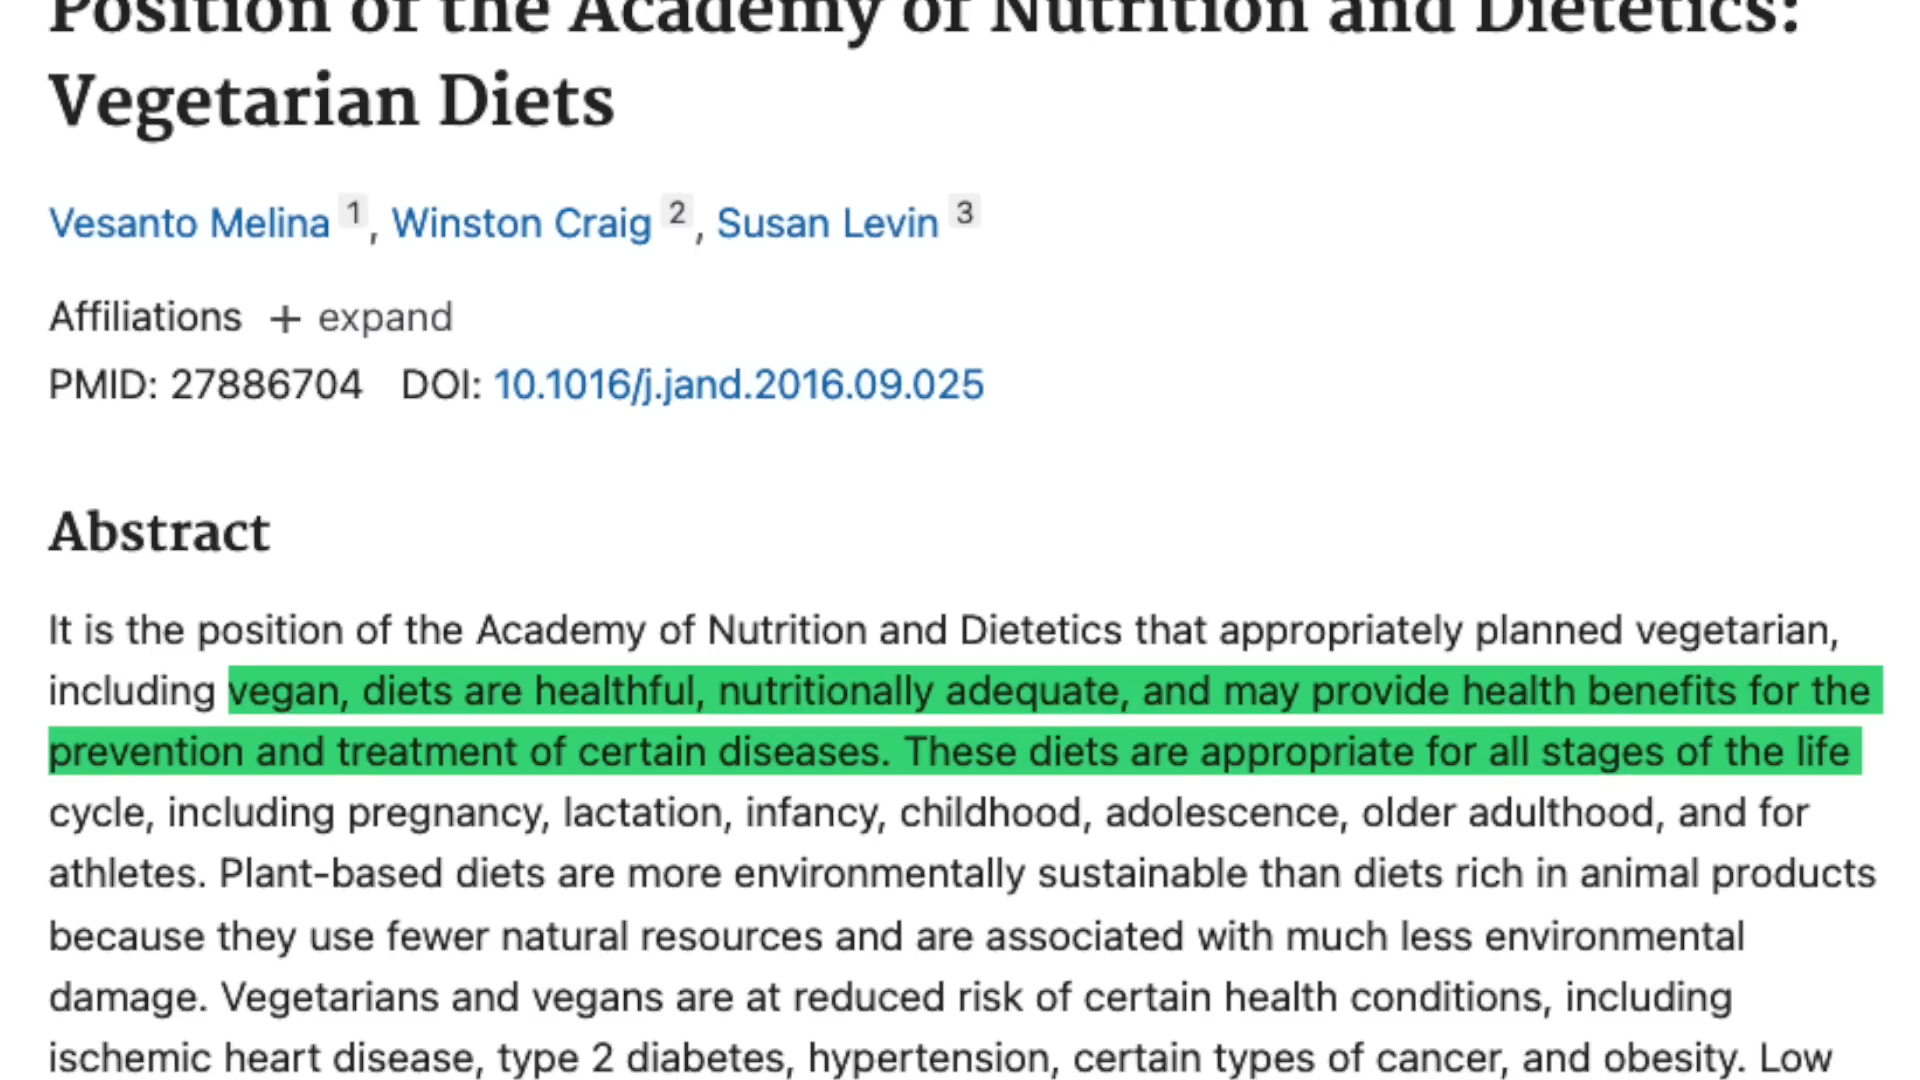 Position of the Academy of Nutrition and Dietetics:
Vegetarian Diets
Vesanto Melina 1, Winston Craig 2, Susan Levin 3
Affiliations + expand
PMID: 27886704 DOI: 10.1016/j.jand.2016.09.025
Abstract
It is the position of the Academy of Nutrition and Dietetics that appropriately planned vegetarian,
including vegan, diets are healthful, nutritionally adequate, and may provide health benefits for the
prevention and treatment of certain diseases. These diets are appropriate for all stages of the life
cycle, including pregnancy, lactation, infancy, childhood, adolescence, older adulthood, and for
athletes. Plant-based diets are more environmentally sustainable than diets rich in animal products
because they use fewer natural resources and are associated with much less environmental
damage. Vegetarians and vegans are at reduced risk of certain health conditions, including
ischemic heart disease, type 2 diabetes, hypertension, certain types of cancer, and obesity. Low